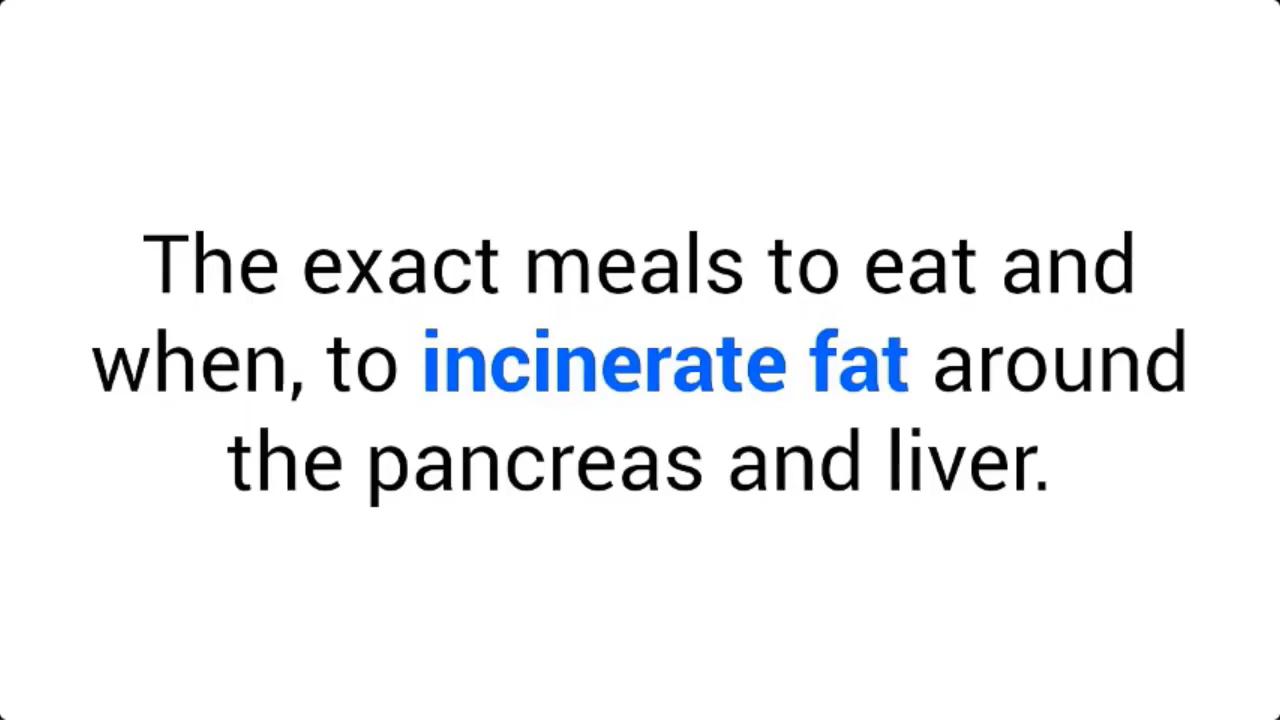 The exact meals to eat and
when, to incinerate fat around
the pancreas and liver.